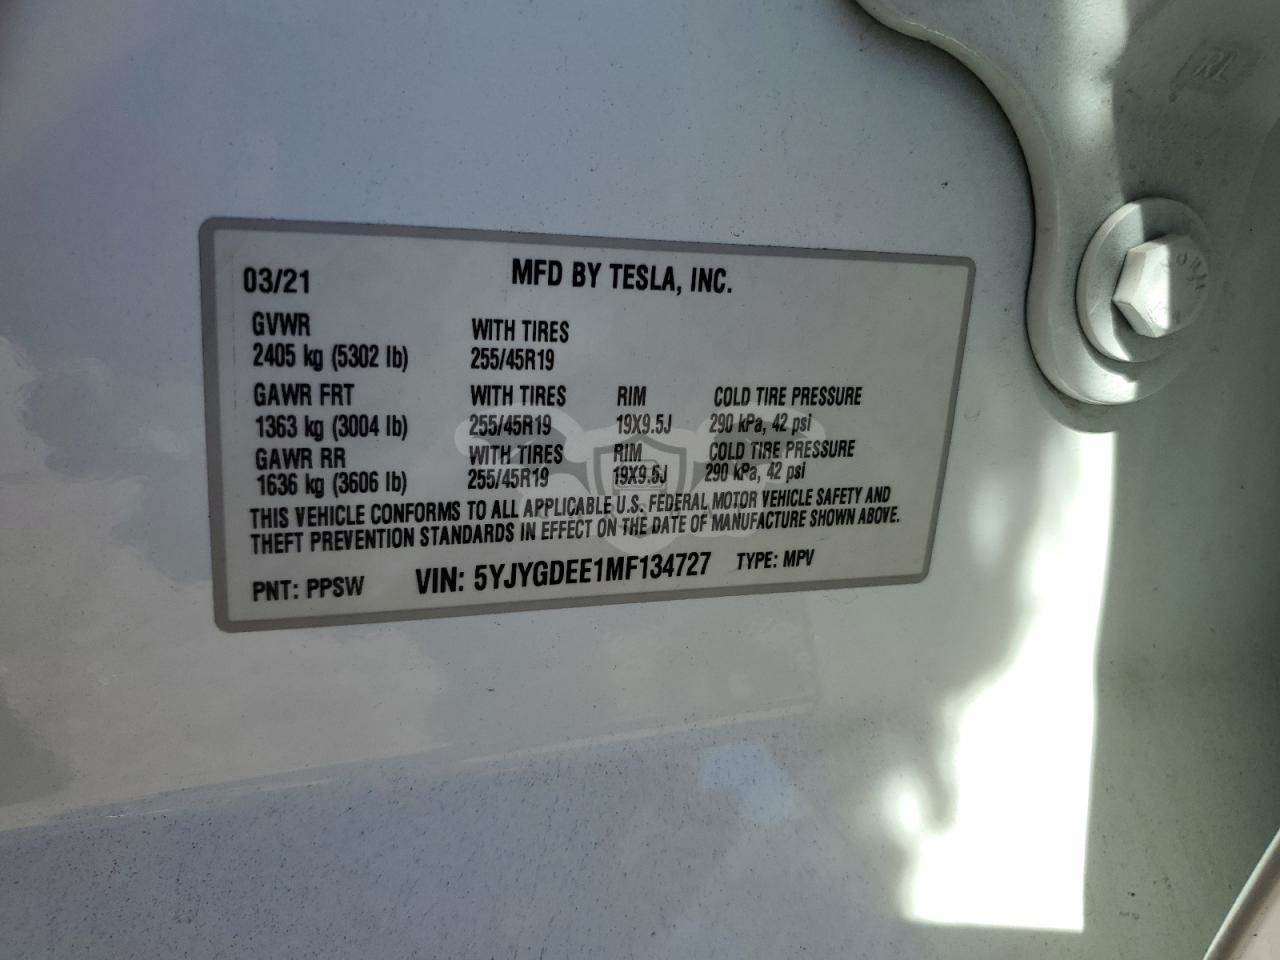 03/21 MFD BY TESLA, INC.
GVWR WITH TIRES
2405 kg (5302 lb) 255/45R19
GAWR FRT WITH TIRES RIM COLD TIRE PRESSURE
1363 kg (3004 lb) 255/45R19 19X9.5J 290 kPa, 42 psi
GAWR RR WITH TIRES RIM COLD TIRE PRESSURE
1636 kg (3606 lb) 255/45R19 19X9.5J 290 kPa, 42 psi
THIS VEHICLE CONFORMS TO ALL APPLICABLE U.S. FEDERAL MOTOR VEHICLE SAFETY AND
THEFT PREVENTION STANDARDS IN EFFECT ON THE DATE OF MANUFACTURE SHOWN ABOVE.
PNT: PPSW VIN: 5YJYGDEE1MF134727 TYPE: MPV